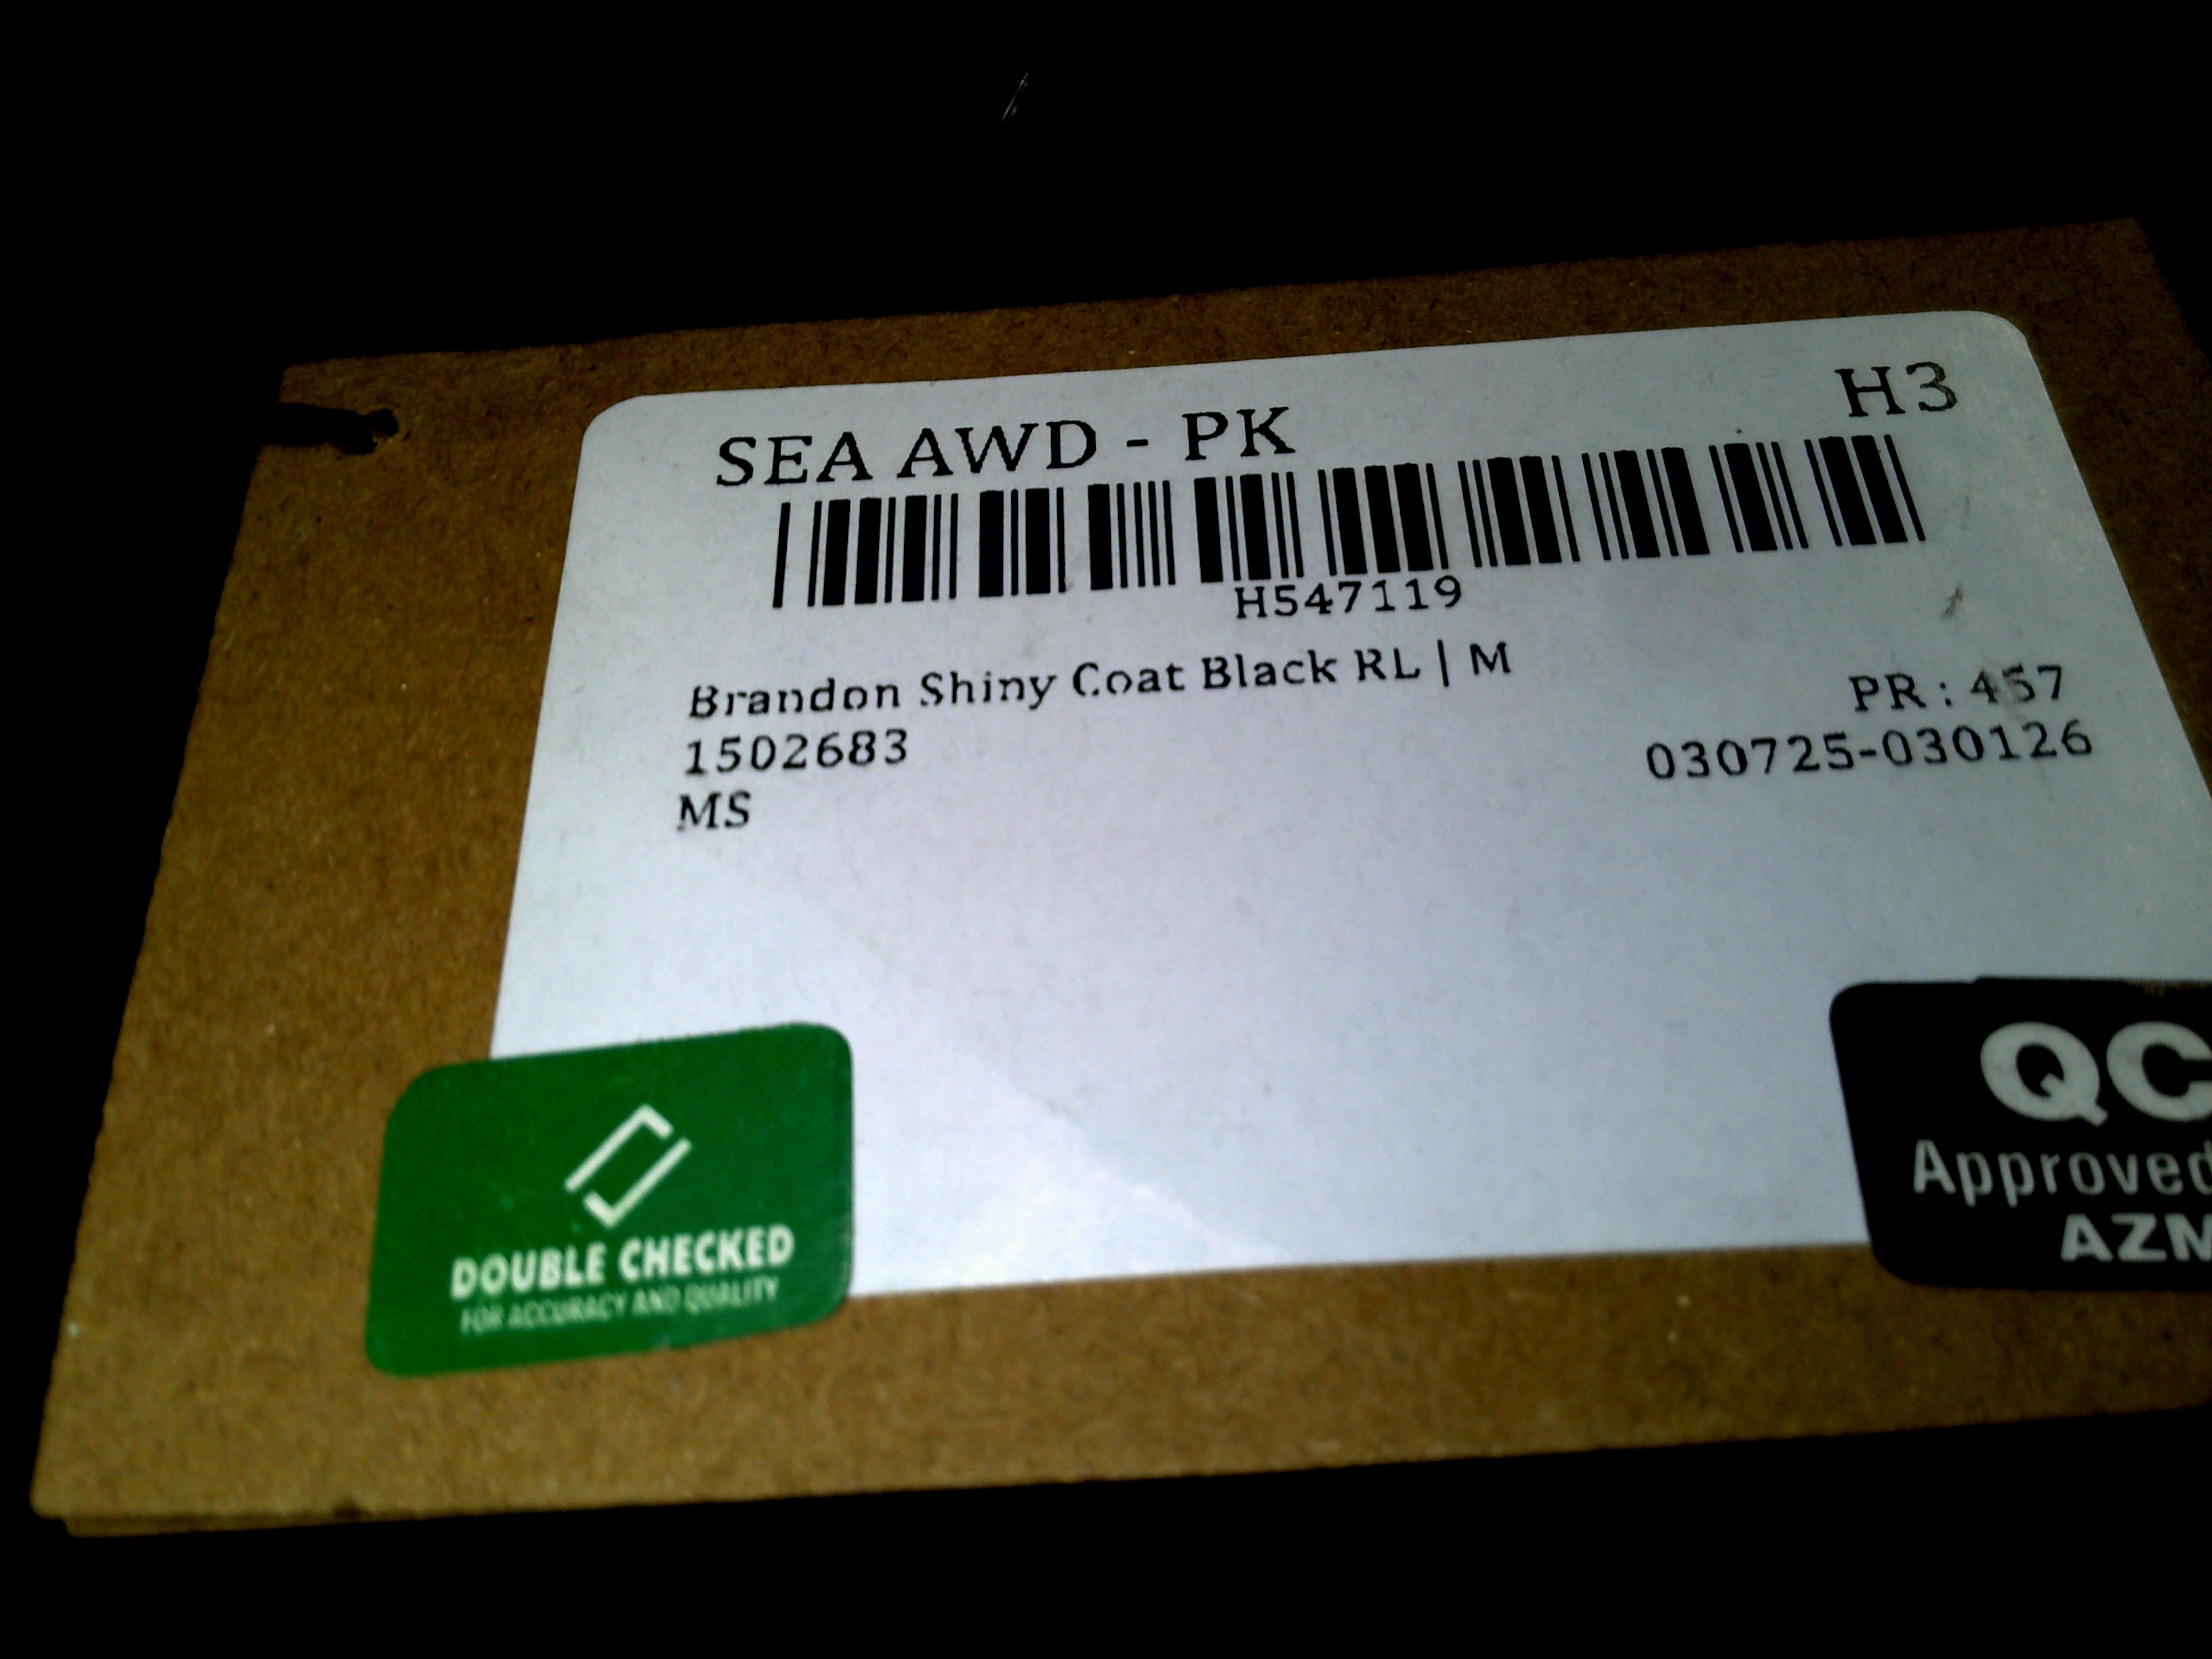 SEA AWD - PK
H3
H547119
Brandon Shiny Coat Black RL | M
PR : 457
1502683
030725-030126
MS
QC
Approved
AZM
DOUBLE CHECKED
FOR ACCURACY AND QUALITY